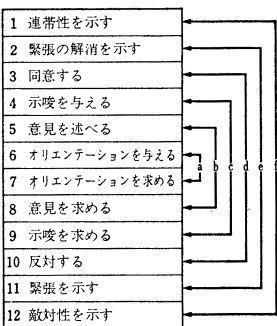 1 連帯性を示す
2 緊張の解消を示す
3 同意する
4 示唆を与える
5 意見を述べる
6 オリエンテーションを与える
7 オリエンテーションを求める
8 意見を求める
9 示唆を求める
10 反対する
11 緊張を示す
12 敵対性を示す
a b c d e f